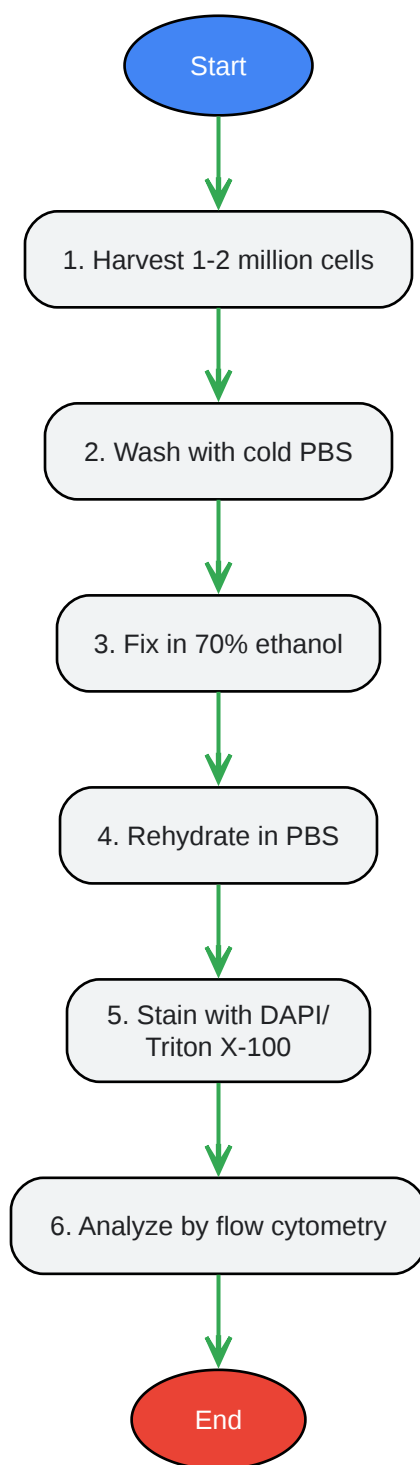 Start
1. Harvest 1-2 million cells
2. Wash with cold PBS
3. Fix in 70% ethanol
4. Rehydrate in PBS
5. Stain with DAPI/
Triton X-100
6. Analyze by flow cytometry
End